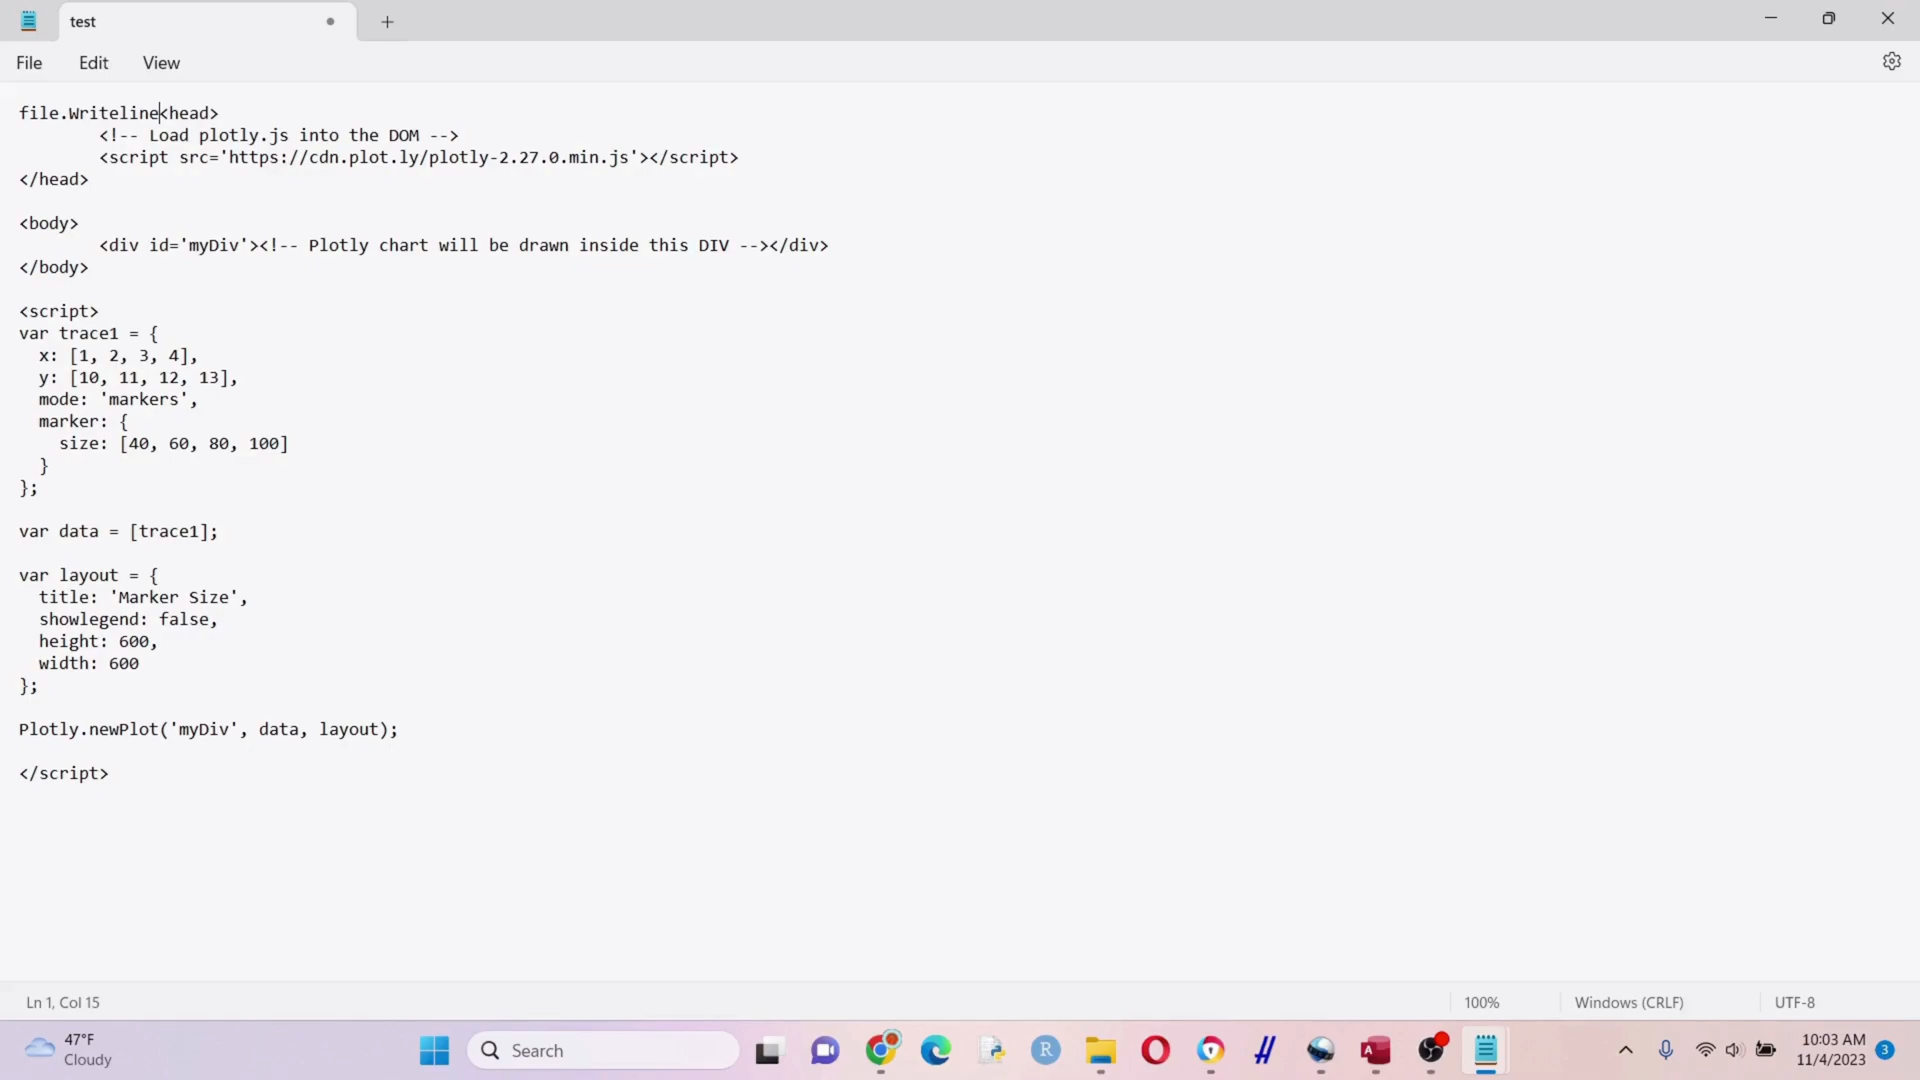 test
File Edit View
file.Writeline<head>
<!-- Load plotly.js into the DOM -->
<script src='https://cdn.plot.ly/plotly-2.27.0.min.js'></script>
</head>
<body>
<div id='myDiv'><!-- Plotly chart will be drawn inside this DIV --></div>
</body>
<script>
var trace1 = {
x: [1, 2, 3, 4],
y: [10, 11, 12, 13],
mode: 'markers',
marker: {
size: [40, 60, 80, 100]
}
};
var data = [trace1];
var layout = {
title: 'Marker Size',
showlegend: false,
height: 600,
width: 600
};
Plotly.newPlot('myDiv', data, layout);
</script>
Ln 1, Col 15 100% Windows (CRLF) UTF-8
47°F
Cloudy
Search
R
A
10:03 AM
11/4/2023
3